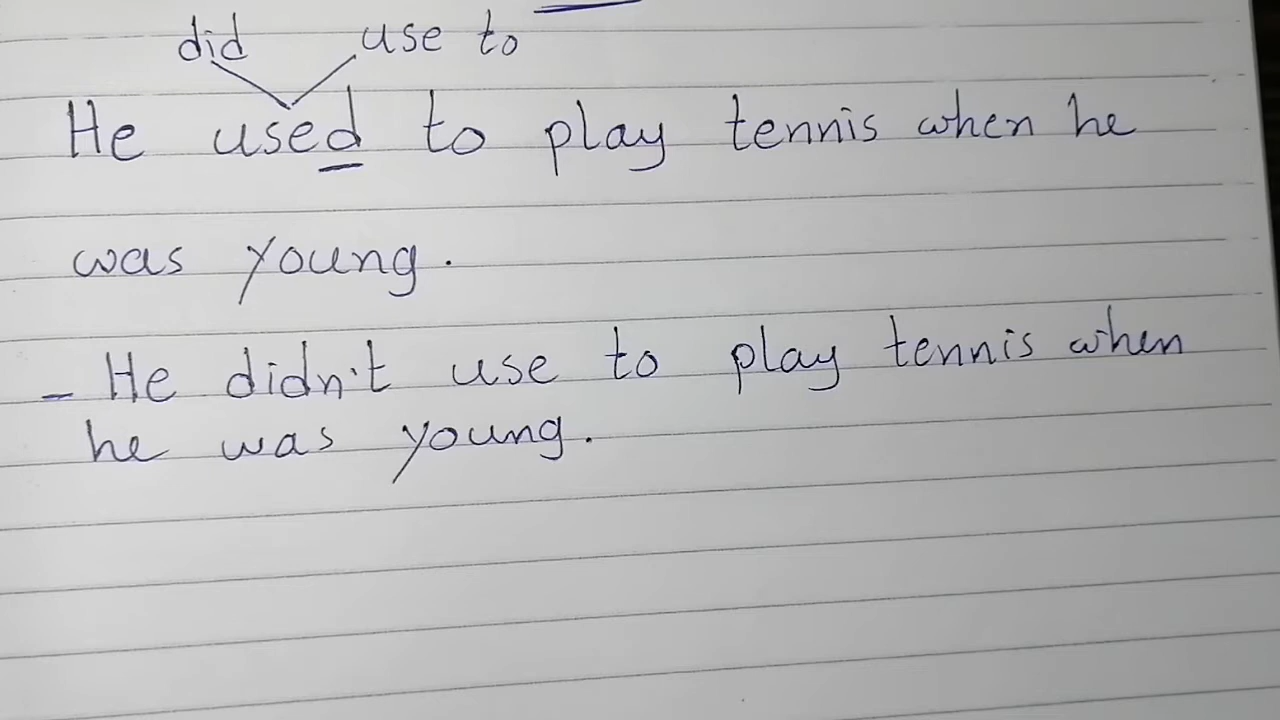 did use to
He used to play tennis when he
was young.
- He didn't use to play tennis when
he was young.